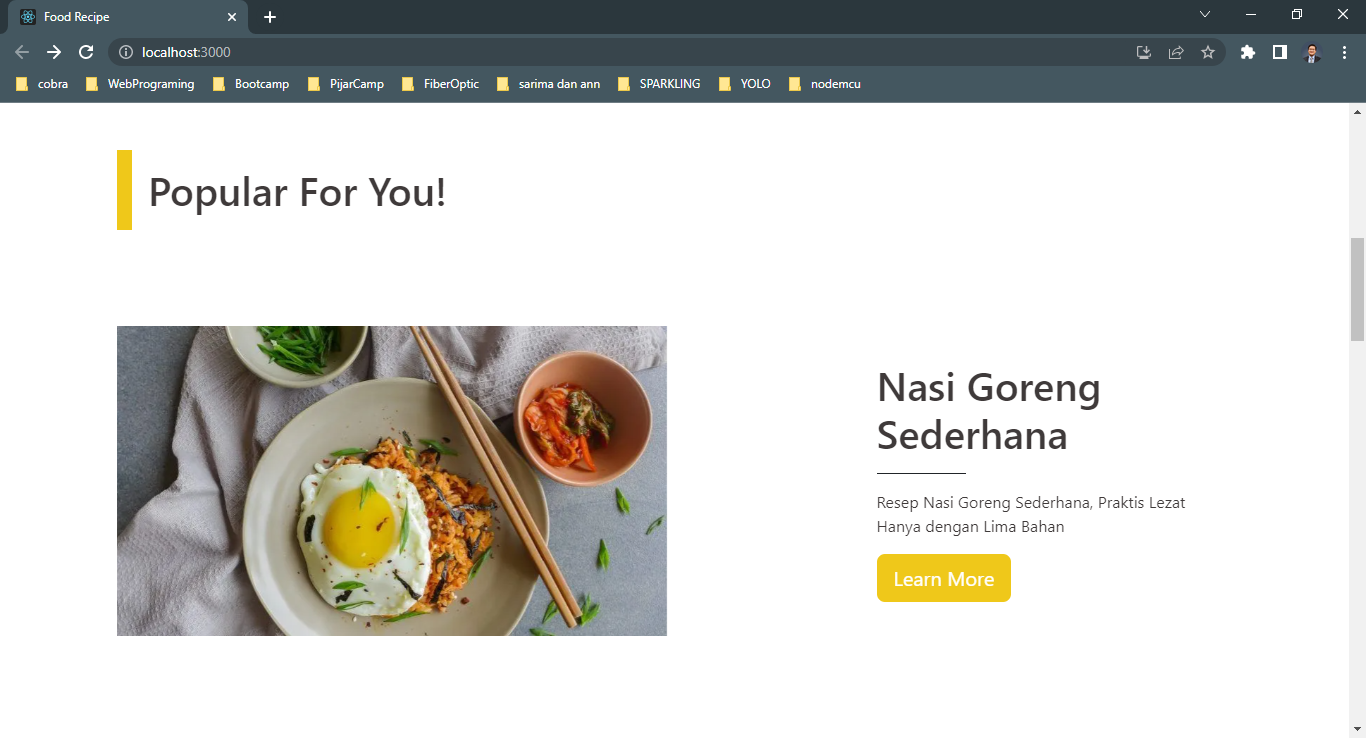 Food Recipe
localhost:3000
cobra WebPrograming Bootcamp PijarCamp FiberOptic sarima dan ann SPARKLING YOLO nodemcu
Popular For You!
Nasi Goreng
Sederhana
Resep Nasi Goreng Sederhana, Praktis Lezat
Hanya dengan Lima Bahan
Learn More